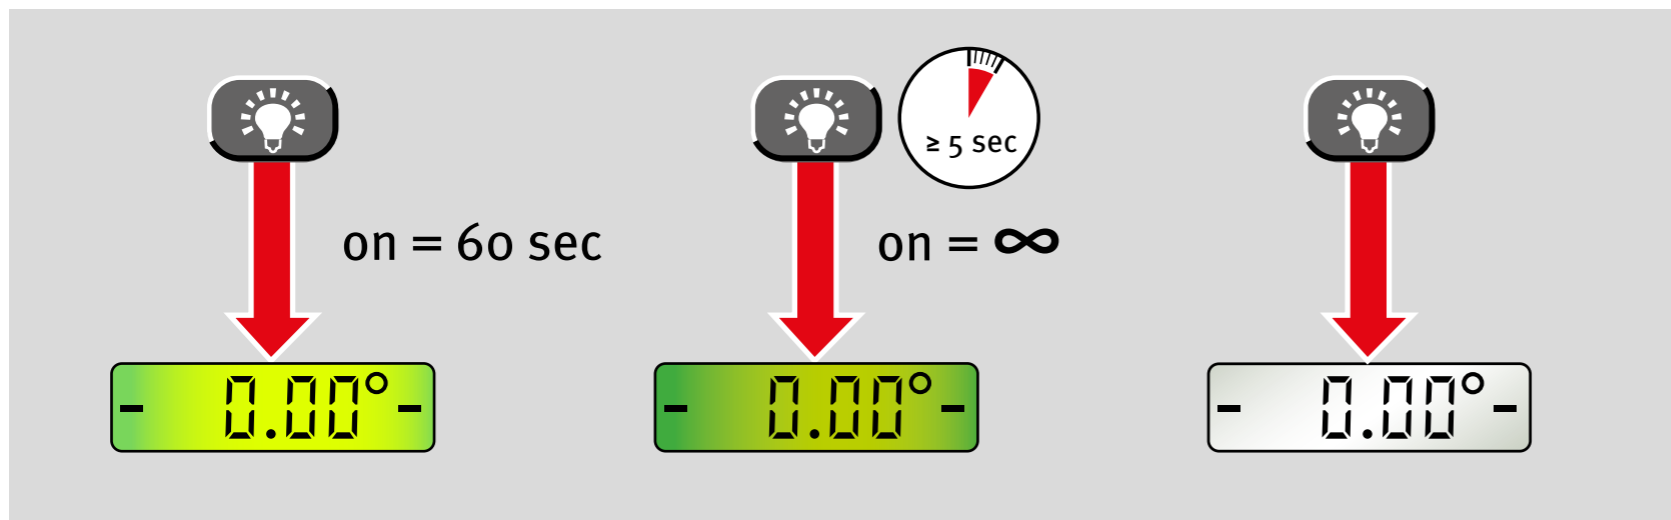 ≥ 5 sec
on = 60 sec
on = ∞
- 0.00° -
- 0.00° -
- 0.00° -